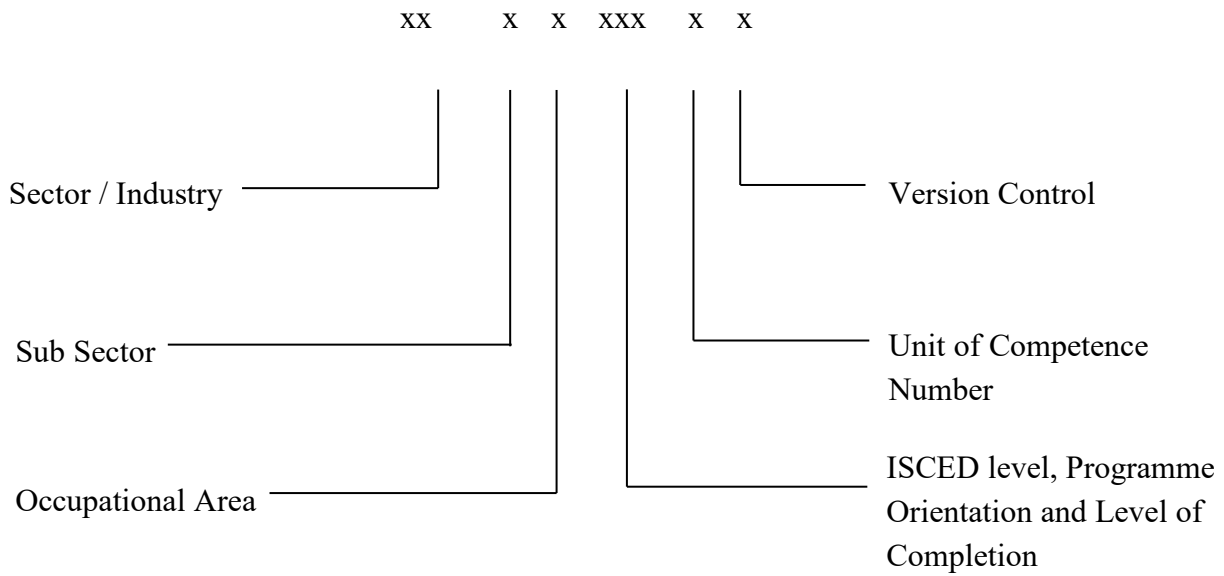 xx x x xxx x x
Sector / Industry
Version Control
Sub Sector
Unit of Competence
Number
Occupational Area
ISCED level, Programme
Orientation and Level of
Completion